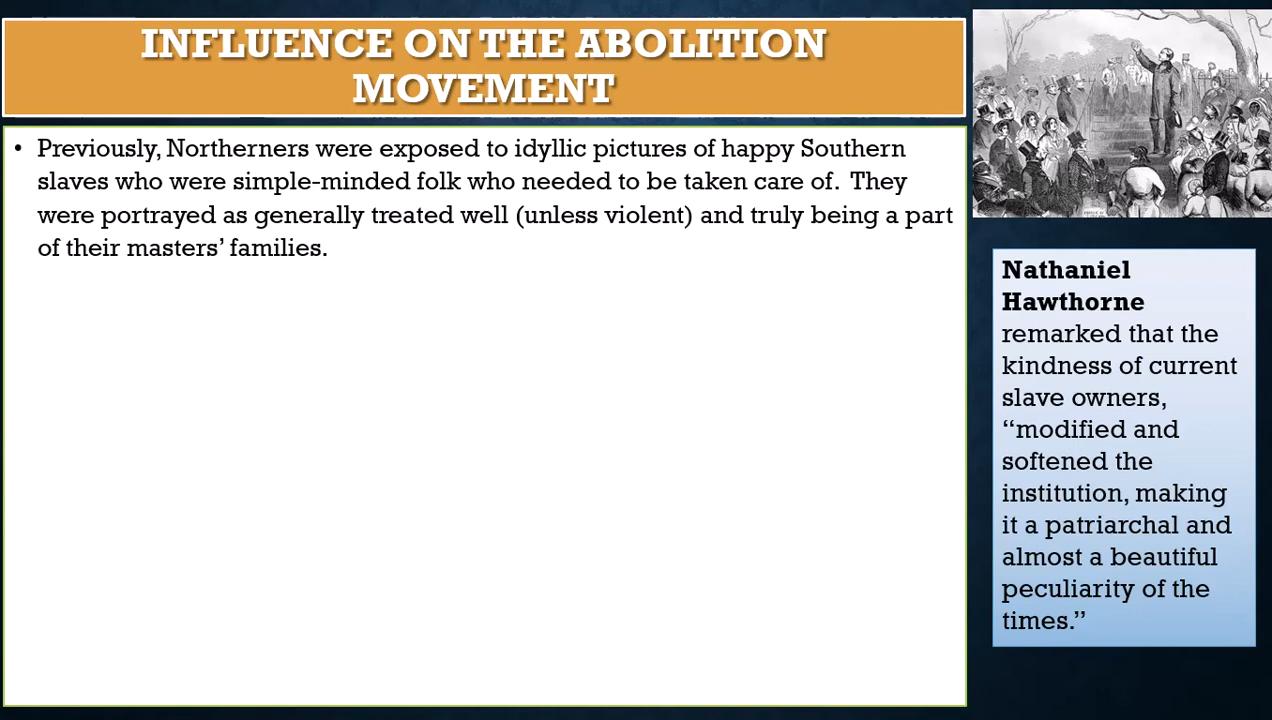 INFLUENCE ON THE ABOLITION
MOVEMENT
• Previously, Northerners were exposed to idyllic pictures of happy Southern
slaves who were simple-minded folk who needed to be taken care of. They
were portrayed as generally treated well (unless violent) and truly being a part
of their masters’ families.
Nathaniel
Hawthorne
remarked that the
kindness of current
slave owners,
“modified and
softened the
institution, making
it a patriarchal and
almost a beautiful
peculiarity of the
times.”